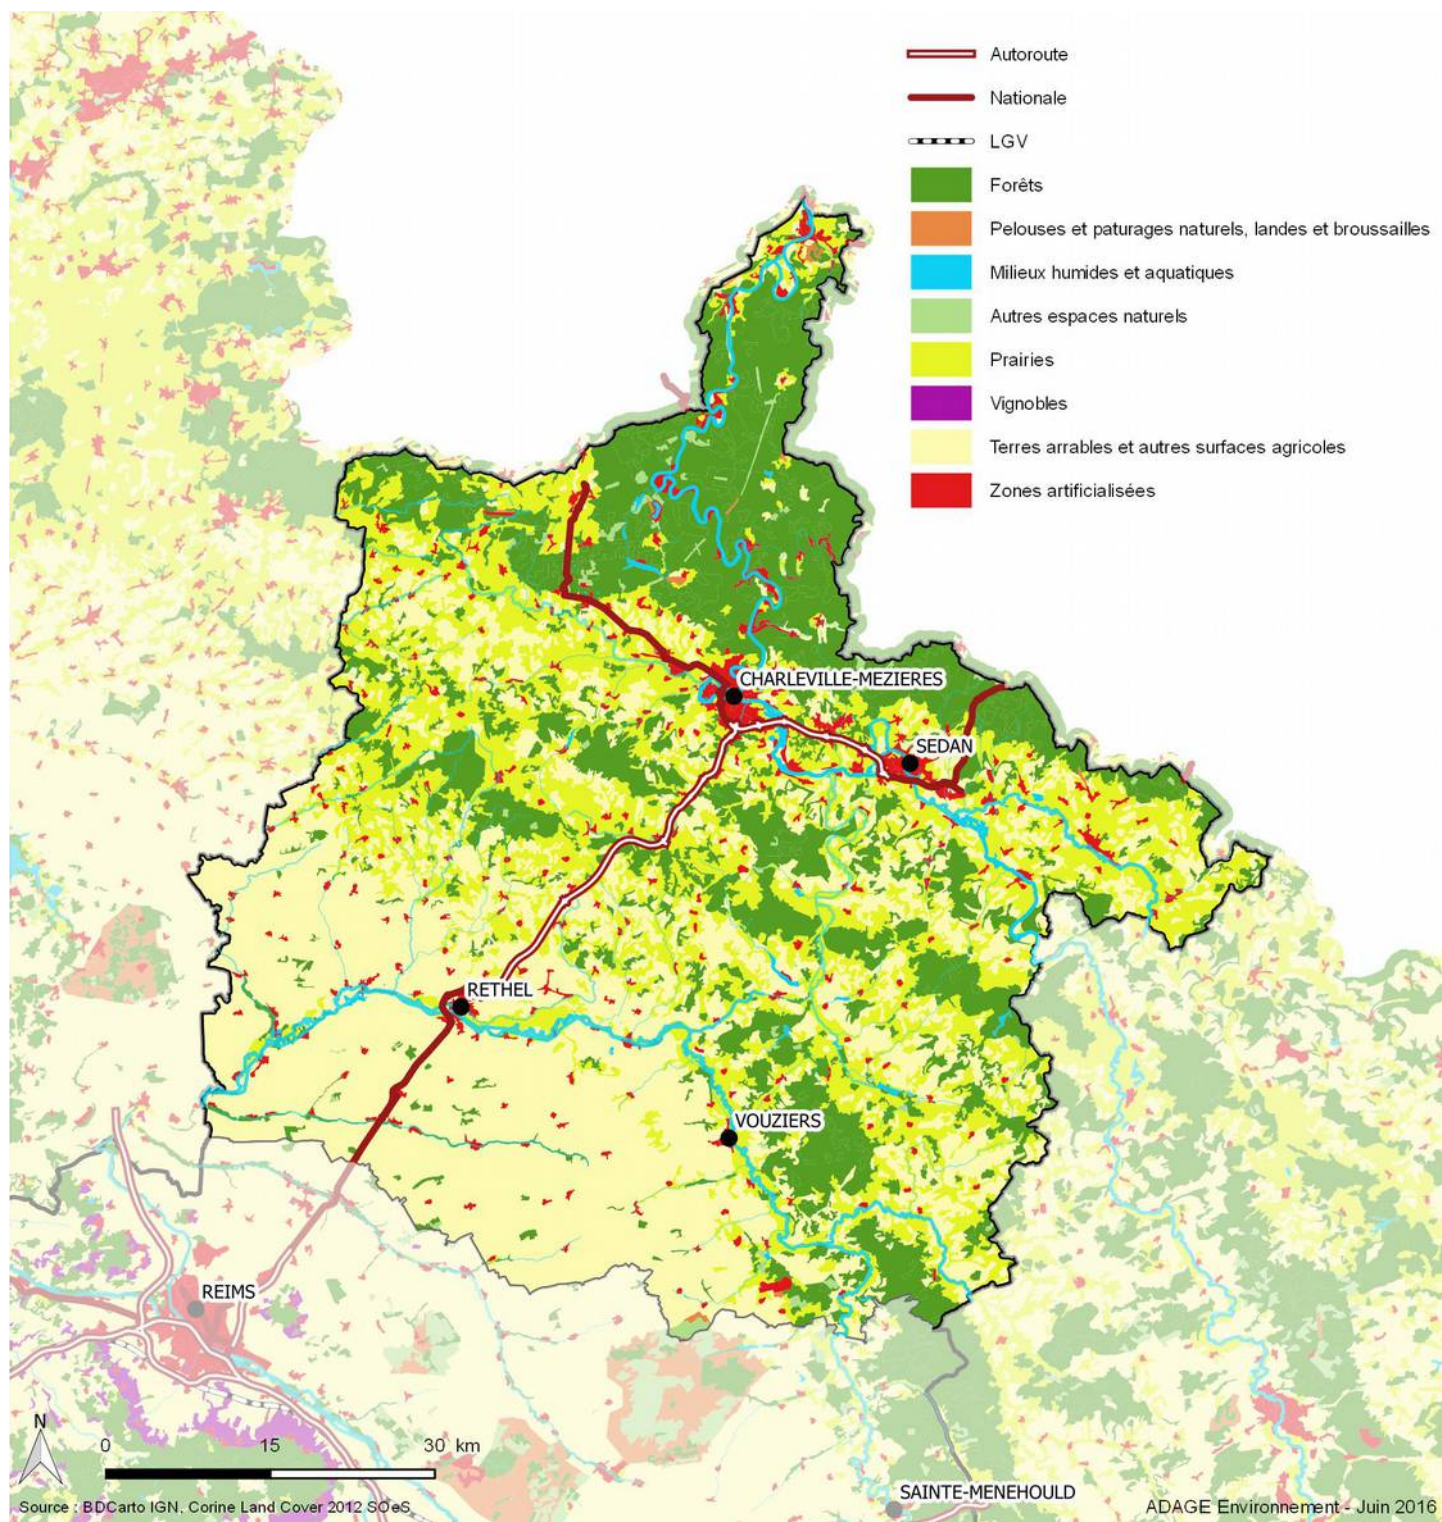 Autoroute
Nationale
LGV
Forêts
Pelouses et paturages naturels, landes et broussailles
Milieux humides et aquatiques
Autres espaces naturels
Prairies
Vignobles
Terres arrables et autres surfaces agricoles
Zones artificialisées
CHARLEVILLE-MEZIERES
SEDAN
RETHEL
VOUZIERS
REIMS
N
0 15 30 km
SAINTE-MENEHOULD
Source : BDCarto IGN, Corine Land Cover 2012 SOeS
ADAGE Environnement - Juin 2016